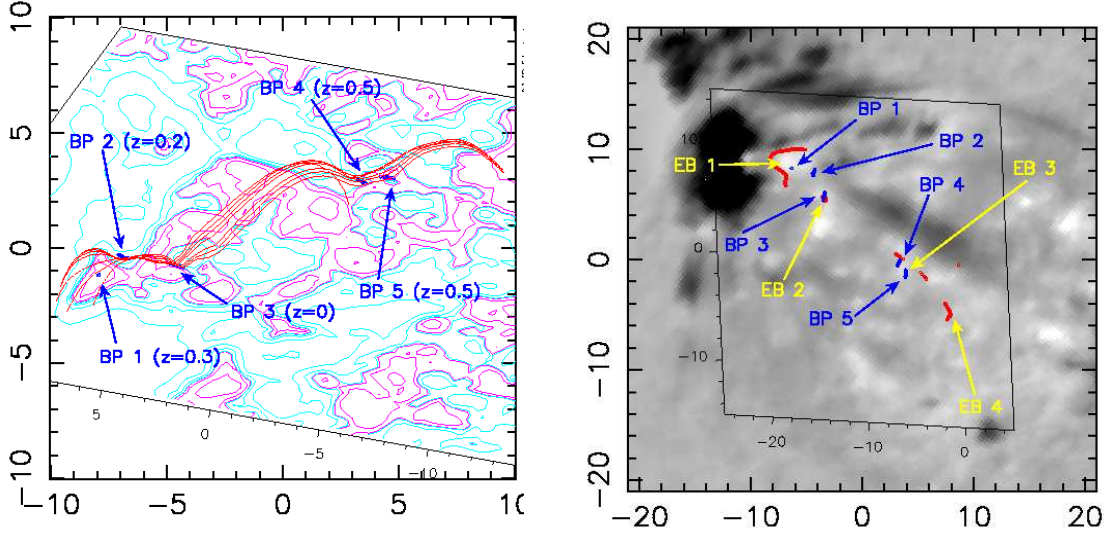 10
5
0
−5
−10
−10 −5 0 5 10
BP 4 (z=0.5)
BP 2 (z=0.2)
BP 5 (z=0.5)
BP 3 (z=0)
BP 1 (z=0.3)
5 0 −5 −10
20
10
0
−10
−20
−20 −10 0 10 20
10
0
−10
−20 −10 0
BP 1
BP 2
EB 1
EB 3
BP 4
BP 3
EB 2
BP 5
EB 4